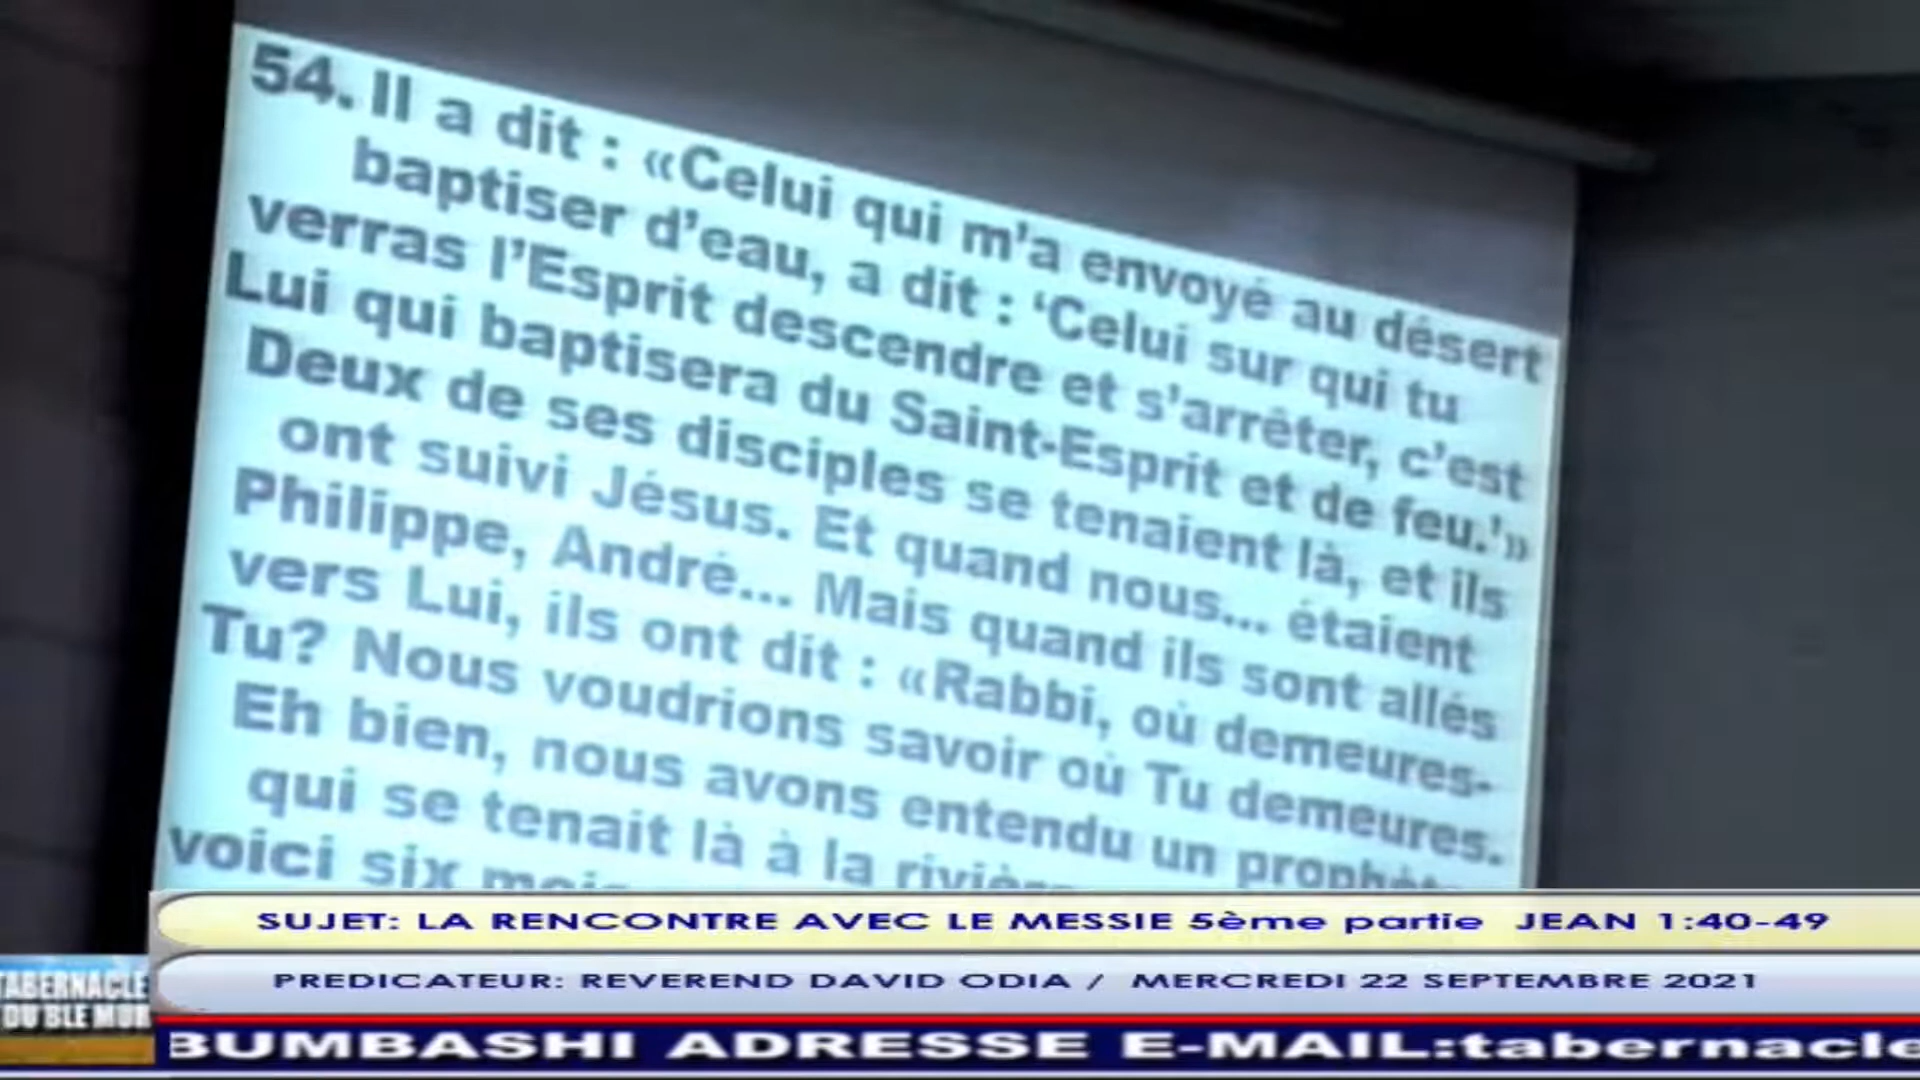 54. Il a dit : «Celui qui m'a envoyé au désert
baptiser d'eau, a dit : 'Celui sur qui tu
verras l'Esprit descendre et s'arrêter, c'est
Lui qui baptisera du Saint-Esprit et de feu.'»
Deux de ses disciples se tenaient là, et ils
ont suivi Jésus. Et quand nous... étaient
Philippe, André... Mais quand ils sont allés
vers Lui, ils ont dit : «Rabbi, où demeures-
Tu? Nous voudrions savoir où Tu demeures.
Eh bien, nous avons entendu un
qui se tenait là à la
voici six
SUJET: LA RENCONTRE AVEC LE MESSIE 5ème partie JEAN 1:40-49
PREDICATEUR: REVEREND DAVID ODIA / MERCREDI 22 SEPTEMBRE 2021
TABERNACLE
DU BLE MUR
BUMBASHI ADRESSE E-MAIL:tabernacle